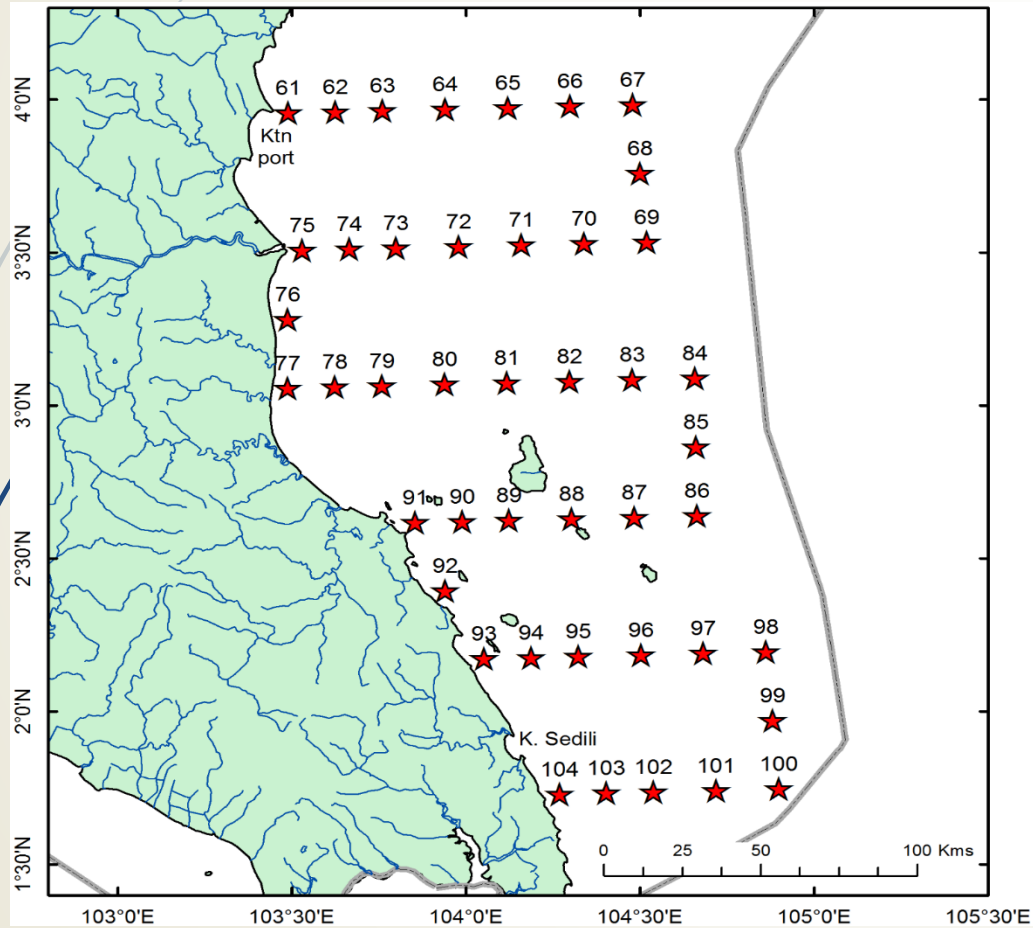 61 62 63 64 65 66 67
4°0'N
Ktn
port
68
75 74 73 72 71 70 69
3°30'N
76
77 78 79 80 81 82 83 84
3°0'N
85
91 90 89 88 87 86
2°30'N
92
93 94 95 96 97 98
2°0'N
99
K. Sedili
104 103 102 101 100
0 25 50 100 Kms
1°30'N
103°0'E 103°30'E 104°0'E 104°30'E 105°0'E 105°30'E